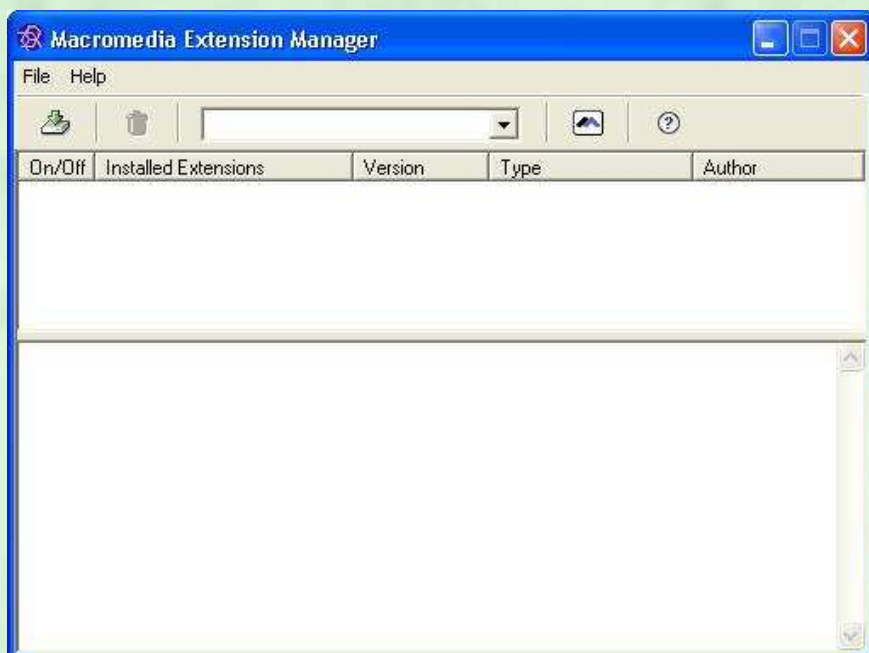 Macromedia Extension Manager
File Help
On/Off Installed Extensions Version Type Author